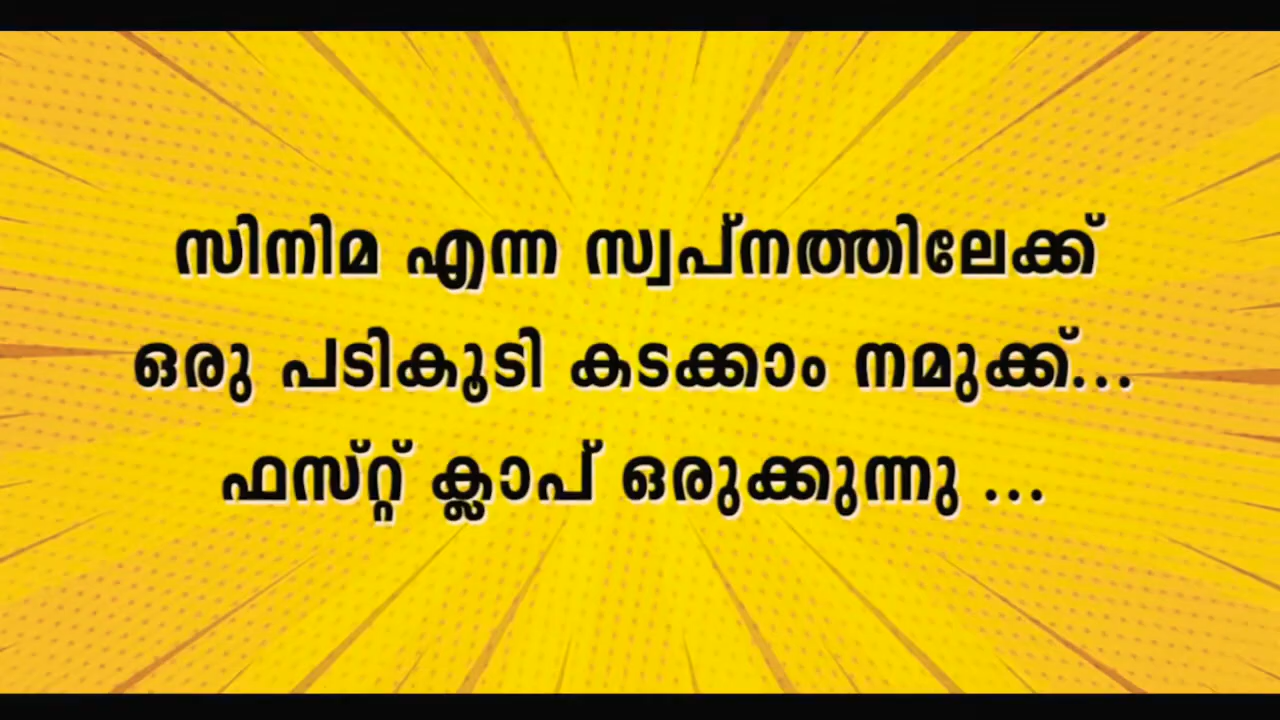 സിനിമ എന്ന സ്വപ്നത്തിലേക്ക്
ഒരു പടികൂടി കടക്കാം നമുക്ക്...
ഫസ്റ്റ് ക്ലാപ് ഒരുക്കുന്നു ...